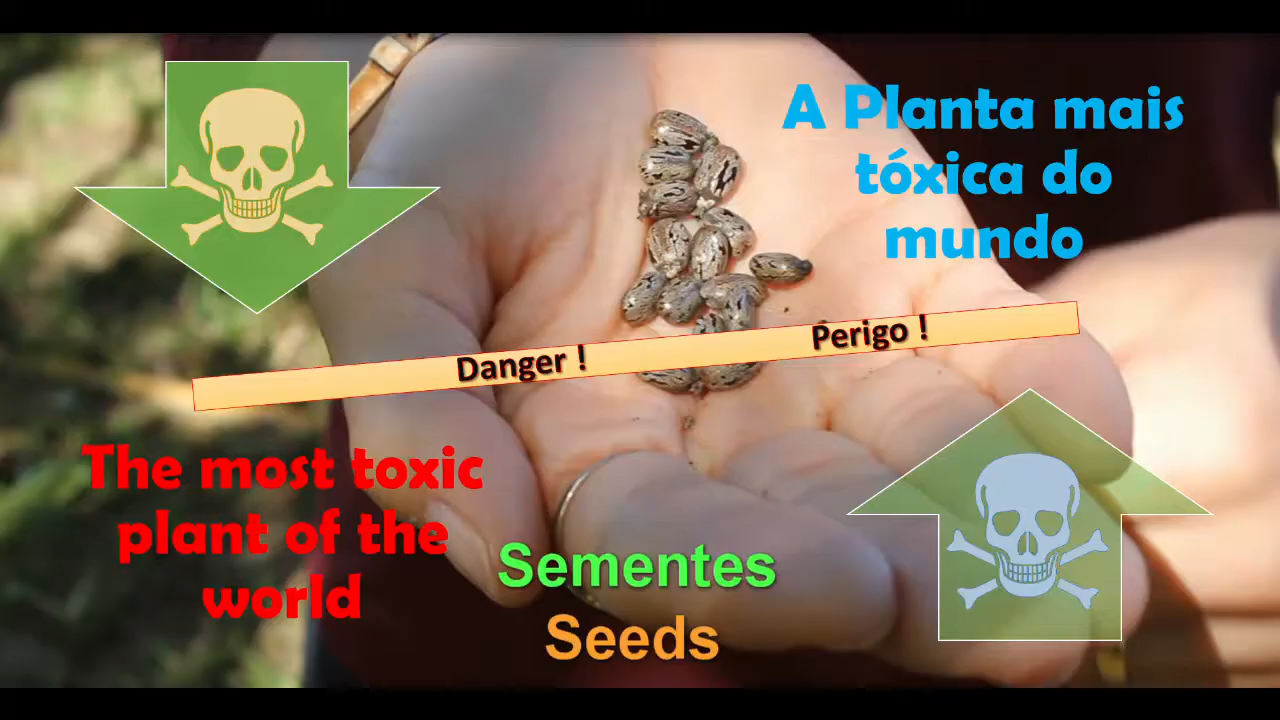 A Planta mais
tóxica do
mundo
Danger !
Perigo !
The most toxic
plant of the
world
Sementes
Seeds